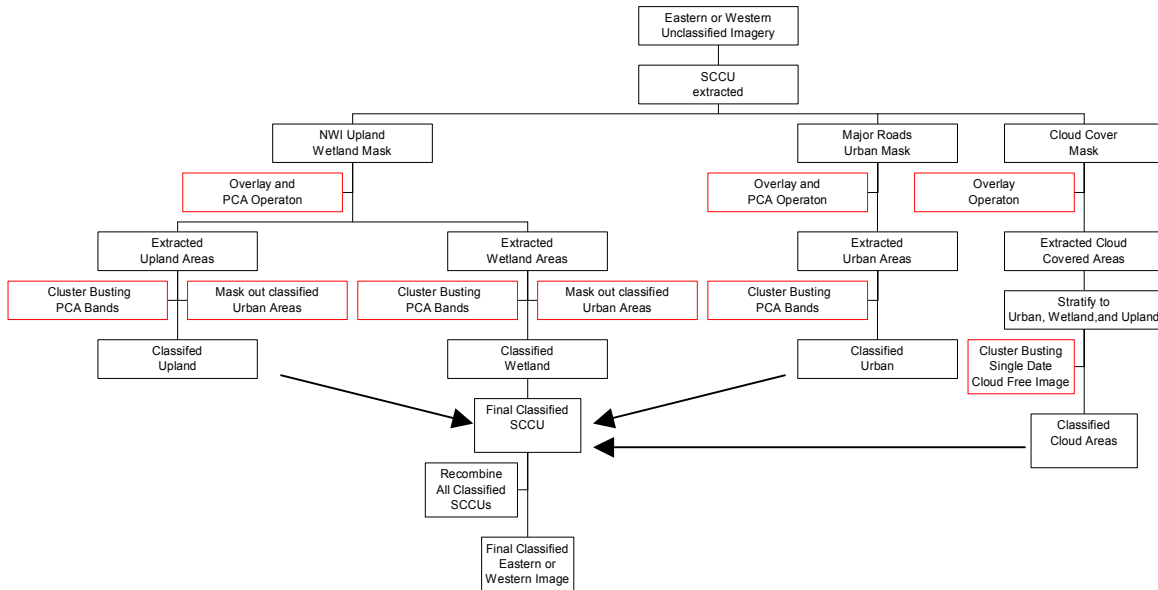 Eastern or Western
Unclassified Imagery
SCCU
extracted
NWI Upland
Wetland Mask
Major Roads
Urban Mask
Cloud Cover
Mask
Overlay and
PCA Operaton
Overlay and
PCA Operaton
Overlay
Operaton
Extracted
Upland Areas
Extracted
Wetland Areas
Extracted
Urban Areas
Extracted Cloud
Covered Areas
Cluster Busting
PCA Bands
Mask out classified
Urban Areas
Cluster Busting
PCA Bands
Mask out classified
Urban Areas
Cluster Busting
PCA Bands
Stratify to
Urban, Wetland,and Upland
Classifed
Upland
Classified
Wetland
Classified
Urban
Cluster Busting
Single Date
Cloud Free Image
Final Classified
SCCU
Classified
Cloud Areas
Recombine
All Classified
SCCUs
Final Classified
Eastern or
Western Image